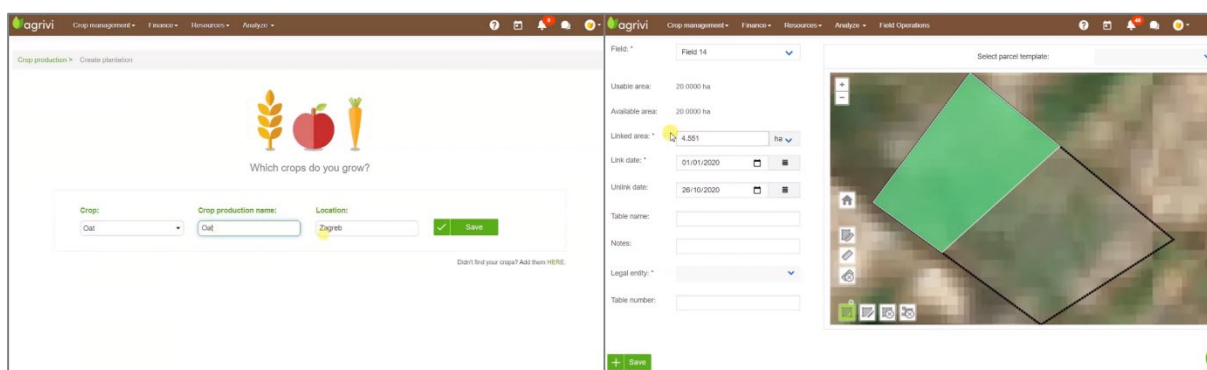 agrivi Crop management Finance Resources Analyze
Crop production > Create plantation
Which crops do you grow?
Crop: Crop production name: Location:
Oat Oat Zagreb Save
Didn't find your crops? Add them HERE.
agrivi Crop management Finance Resources Analyze Field Operations
Field: * Field 14
Select parcel template:
Usable area: 20.0000 ha
Available area: 20.0000 ha
Linked area: * 4.551 ha
Link date: * 01/01/2020
Unlink date: 26/10/2020
Table name:
Notes:
Legal entity: *
Table number:
+ Save